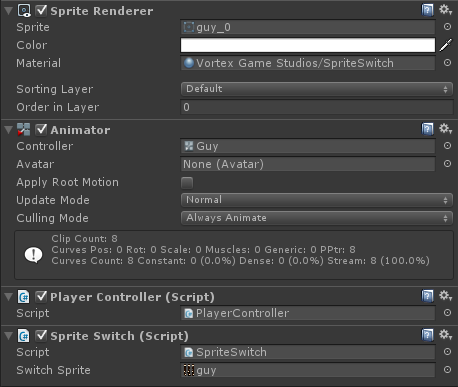 Sprite Renderer
Sprite guy_0
Color
Material Vortex Game Studios/SpriteSwitch
Sorting Layer Default
Order in Layer 0
Animator
Controller Guy
Avatar None (Avatar)
Apply Root Motion
Update Mode Normal
Culling Mode Always Animate
Clip Count: 8
Curves Pos: 0 Rot: 0 Scale: 0 Muscles: 0 Generic: 0 PPtr: 8
Curves Count: 8 Constant: 0 (0.0%) Dense: 0 (0.0%) Stream: 8 (100.0%)
Player Controller (Script)
Script PlayerController
Sprite Switch (Script)
Script SpriteSwitch
Switch Sprite guy